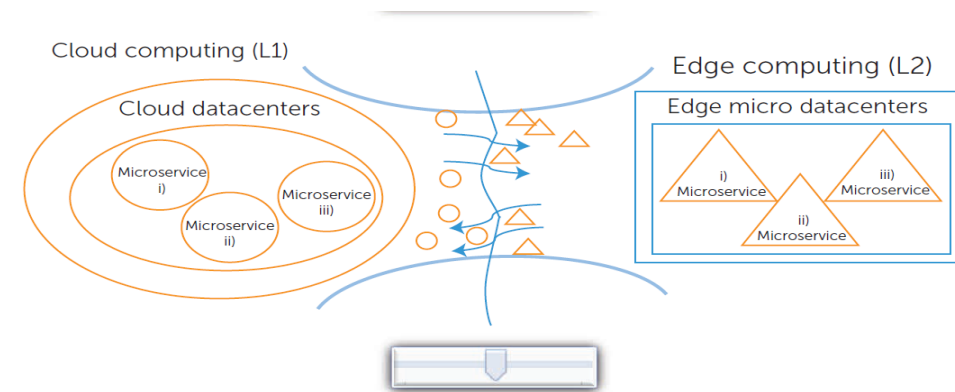 Cloud computing (L1)
Cloud datacenters
Microservice
i)
Microservice
ii)
Microservice
iii)
Edge computing (L2)
Edge micro datacenters
i)
Microservice
ii)
Microservice
iii)
Microservice